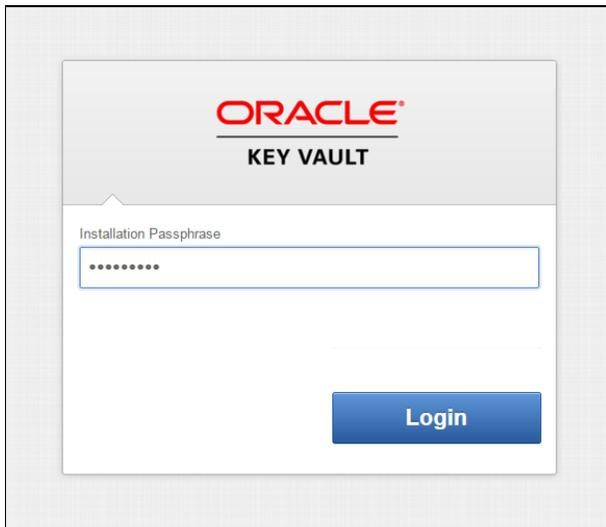 ORACLE®
KEY VAULT
Installation Passphrase
•••••••••
Login